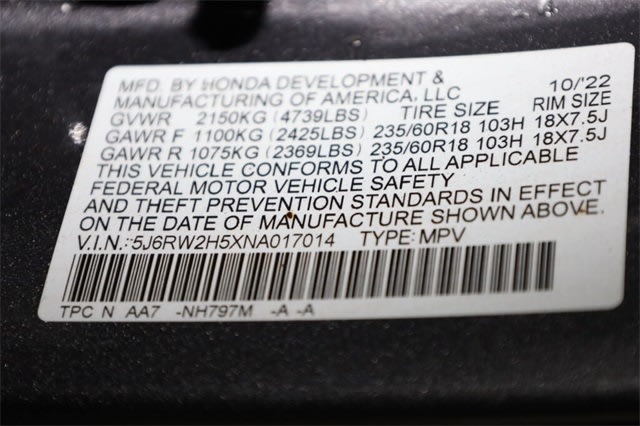 MFD. BY HONDA DEVELOPMENT & 10/'22
MANUFACTURING OF AMERICA, LLC
GVWR 2150KG (4739LBS) TIRE SIZE RIM SIZE
GAWR F 1100KG (2425LBS) 235/60R18 103H 18X7.5J
GAWR R 1075KG (2369LBS) 235/60R18 103H 18X7.5J
THIS VEHICLE CONFORMS TO ALL APPLICABLE
FEDERAL MOTOR VEHICLE SAFETY
AND THEFT PREVENTION STANDARDS IN EFFECT
ON THE DATE OF MANUFACTURE SHOWN ABOVE.
V.I.N.:5J6RW2H5XNA017014 TYPE:MPV
TPC N AA7 -NH797M -A -A